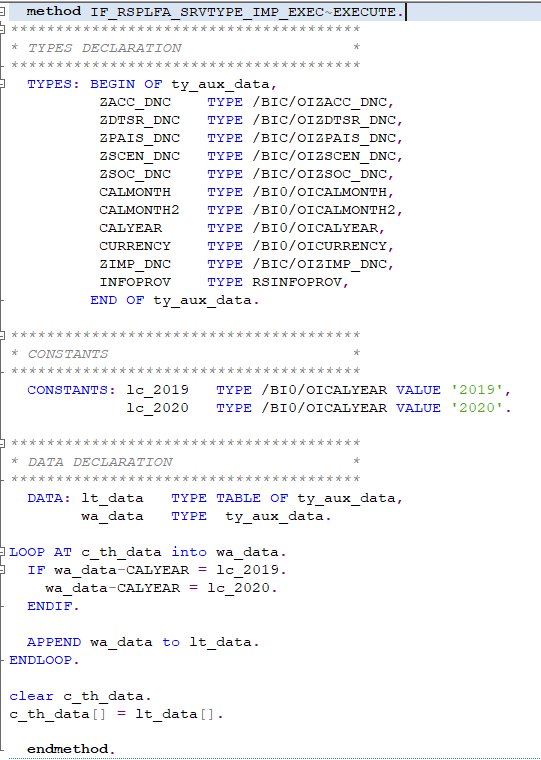 method IF_RSPLFA_SRVTYPE_IMP_EXEC~EXECUTE.
***************************************
* TYPES DECLARATION                   *
***************************************
  TYPES: BEGIN OF ty_aux_data,
          ZACC_DNC    TYPE /BIC/OIZACC_DNC,
          ZDTSR_DNC   TYPE /BIC/OIZDTSR_DNC,
          ZPAIS_DNC   TYPE /BIC/OIZPAIS_DNC,
          ZSCEN_DNC   TYPE /BIC/OIZSCEN_DNC,
          ZSOC_DNC    TYPE /BIC/OIZSOC_DNC,
          CALMONTH    TYPE /BI0/OICALMONTH,
          CALMONTH2   TYPE /BI0/OICALMONTH2,
          CALYEAR     TYPE /BI0/OICALYEAR,
          CURRENCY    TYPE /BI0/OICURRENCY,
          ZIMP_DNC    TYPE /BIC/OIZIMP_DNC,
          INFOPROV    TYPE RSINFOPROV,
         END OF ty_aux_data.
***************************************
* CONSTANTS                           *
***************************************
  CONSTANTS: lc_2019   TYPE /BI0/OICALYEAR VALUE '2019',
             lc_2020   TYPE /BI0/OICALYEAR VALUE '2020'.
***************************************
* DATA DECLARATION                    *
***************************************
  DATA: lt_data   TYPE TABLE OF ty_aux_data,
        wa_data   TYPE  ty_aux_data.
LOOP AT c_th_data into wa_data.
  IF wa_data-CALYEAR = lc_2019.
    wa_data-CALYEAR = lc_2020.
  ENDIF.
  APPEND wa_data to lt_data.
ENDLOOP.
clear c_th_data.
c_th_data[] = lt_data[].
  endmethod.